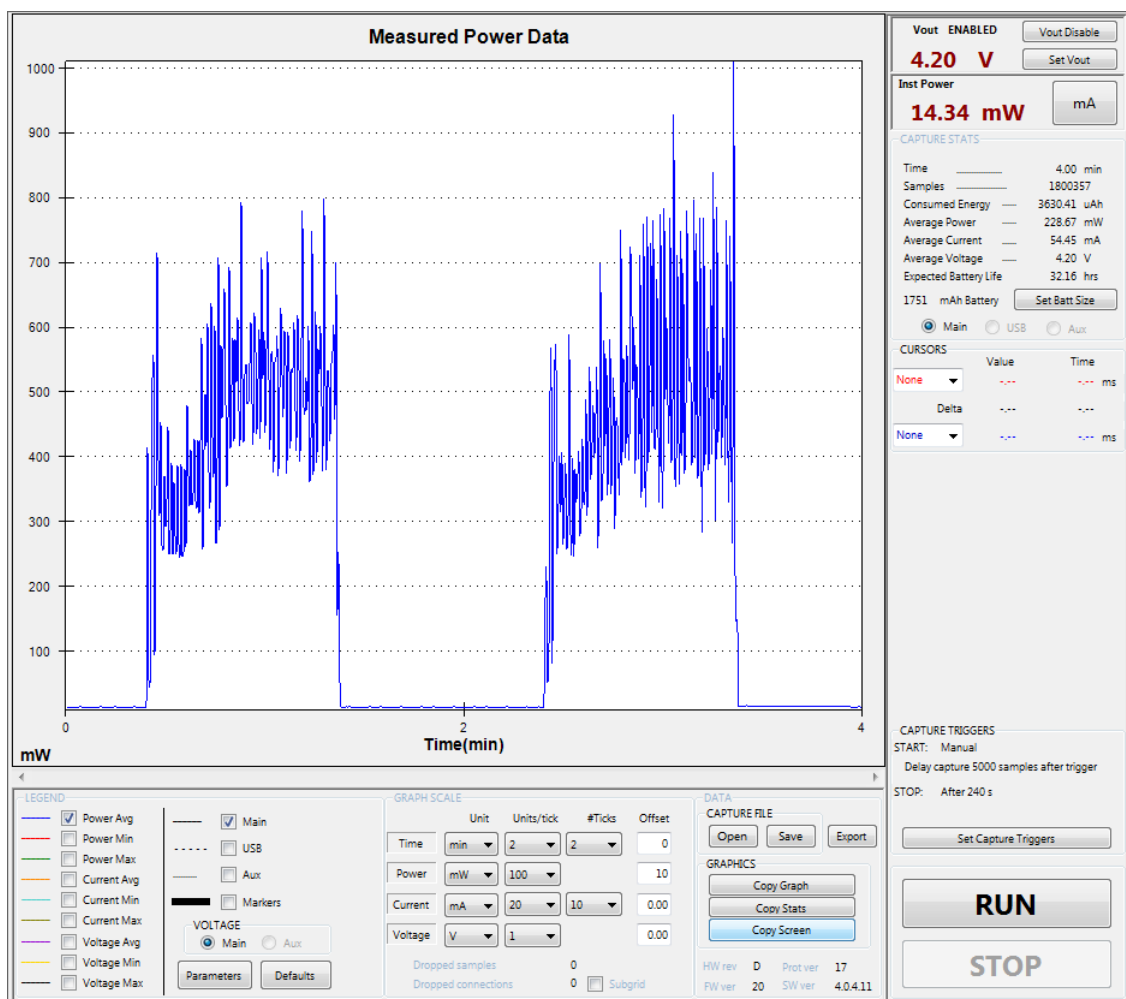 Measured Power Data
1000
900
800
700
600
500
400
300
200
100
0 2 4
Time(min)
mW
Vout ENABLED Vout Disable
4.20 V Set Vout
Inst Power
14.34 mW mA
CAPTURE STATS
Time 4.00 min
Samples 1800357
Consumed Energy 3630.41 uAh
Average Power 228.67 mW
Average Current 54.45 mA
Average Voltage 4.20 V
Expected Battery Life 32.16 hrs
1751 mAh Battery Set Batt Size
Main USB Aux
CURSORS
Value Time
None -.-- -.-- ms
Delta -.-- -.--
None -.-- -.-- ms
CAPTURE TRIGGERS
START: Manual
Delay capture 5000 samples after trigger
STOP: After 240 s
Set Capture Triggers
RUN
STOP
LEGEND
Power Avg
Power Min
Power Max
Current Avg
Current Min
Current Max
Voltage Avg
Voltage Min
Voltage Max
Main
USB
Aux
Markers
VOLTAGE
Main Aux
Parameters Defaults
GRAPH SCALE
Unit Units/tick #Ticks Offset
Time min 2 2 0
Power mW 100 10
Current mA 20 10 0.00
Voltage V 1 0.00
Dropped samples 0
Dropped connections 0 Subgrid
DATA
CAPTURE FILE
Open Save Export
GRAPHICS
Copy Graph
Copy Stats
Copy Screen
HW rev D Prot ver 17
FW ver 20 SW ver 4.0.4.11